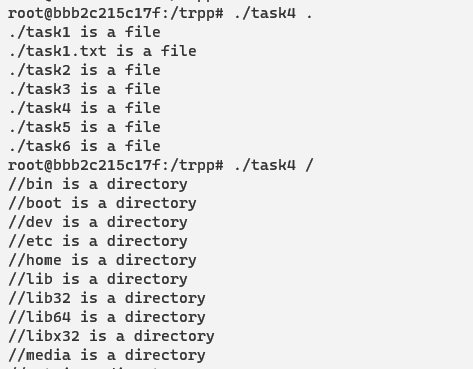 root@bbb2c215c17f:/trpp# ./task4 .
./task1 is a file
./task1.txt is a file
./task2 is a file
./task3 is a file
./task4 is a file
./task5 is a file
./task6 is a file
root@bbb2c215c17f:/trpp# ./task4 /
//bin is a directory
//boot is a directory
//dev is a directory
//etc is a directory
//home is a directory
//lib is a directory
//lib32 is a directory
//lib64 is a directory
//libx32 is a directory
//media is a directory